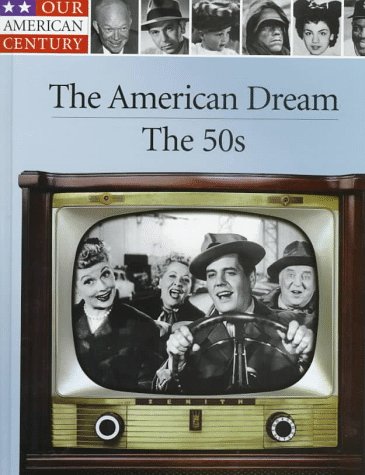 OUR
AMERICAN
CENTURY
The American Dream
The 50s
ZENITH